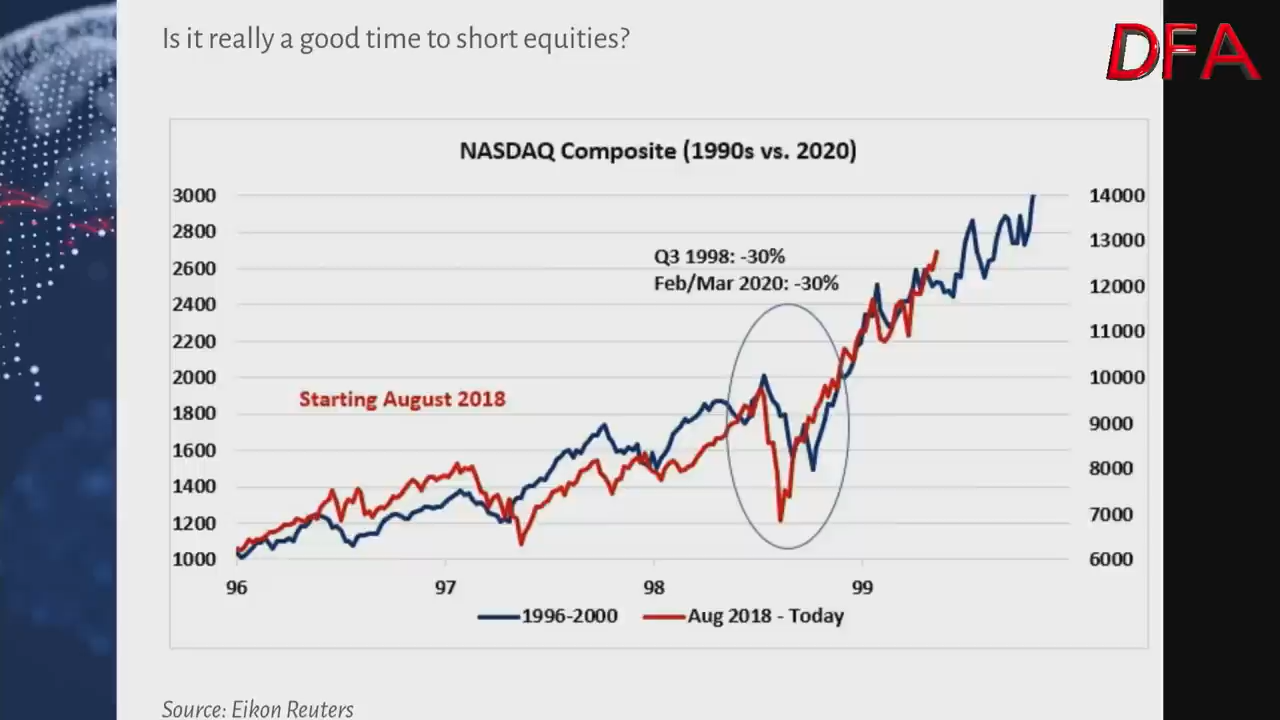 Is it really a good time to short equities?
DFA
NASDAQ Composite (1990s vs. 2020)
3000
2800
2600
2400
2200
2000
1800
1600
1400
1200
1000
14000
13000
12000
11000
10000
9000
8000
7000
6000
Q3 1998: -30%
Feb/Mar 2020: -30%
Starting August 2018
96 97 98 99
1996-2000 Aug 2018 - Today
Source: Eikon Reuters